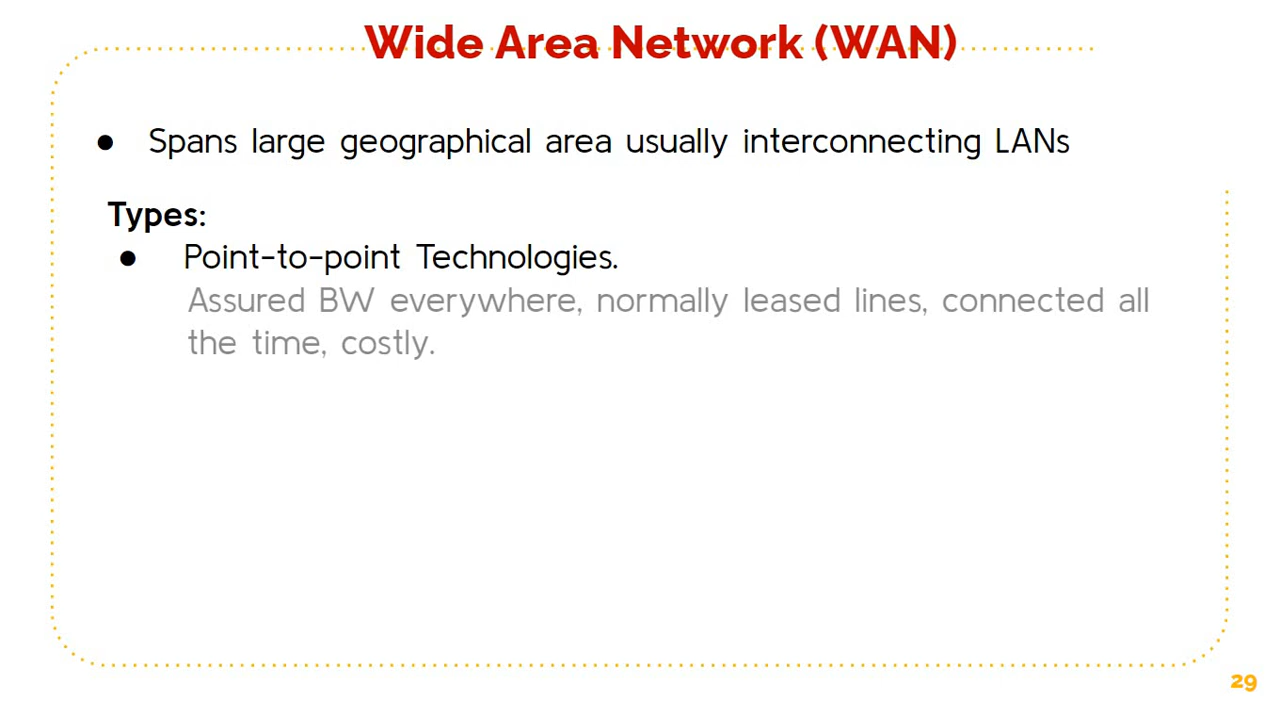 Wide Area Network (WAN)
● Spans large geographical area usually interconnecting LANs
Types:
● Point-to-point Technologies.
Assured BW everywhere, normally leased lines, connected all
the time, costly.
29